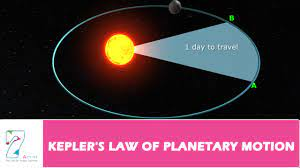 B
1 day to travel
A
KEPLER'S LAW OF PLANETARY MOTION